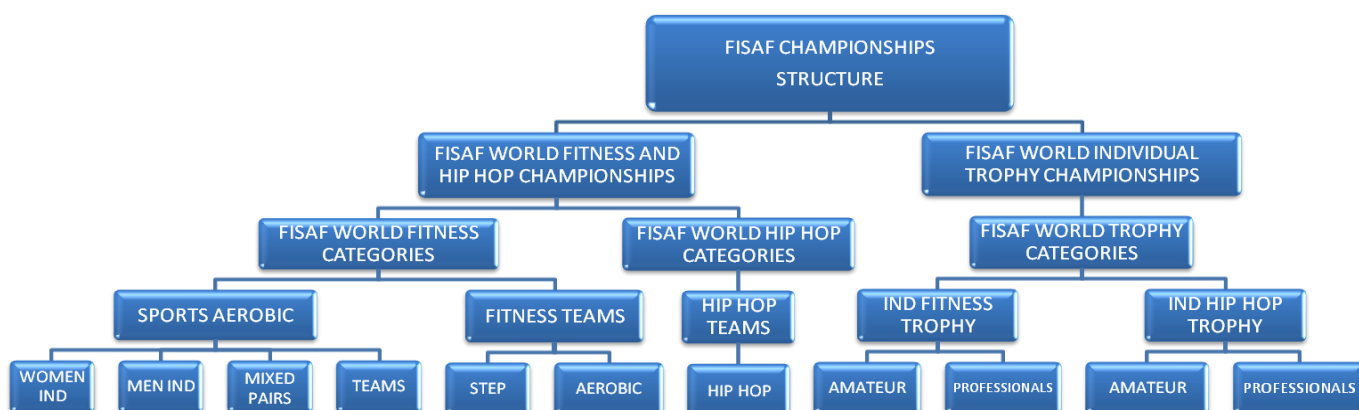 FISAF CHAMPIONSHIPS
STRUCTURE
FISAF WORLD FITNESS AND
HIP HOP CHAMPIONSHIPS
FISAF WORLD INDIVIDUAL
TROPHY CHAMPIONSHIPS
FISAF WORLD FITNESS
CATEGORIES
FISAF WORLD HIP HOP
CATEGORIES
FISAF WORLD TROPHY
CATEGORIES
SPORTS AEROBIC
FITNESS TEAMS
HIP HOP
TEAMS
IND FITNESS
TROPHY
IND HIP HOP
TROPHY
WOMEN
IND
MEN IND
MIXED
PAIRS
TEAMS
STEP
AEROBIC
HIP HOP
AMATEUR
PROFESSIONALS
AMATEUR
PROFESSIONALS